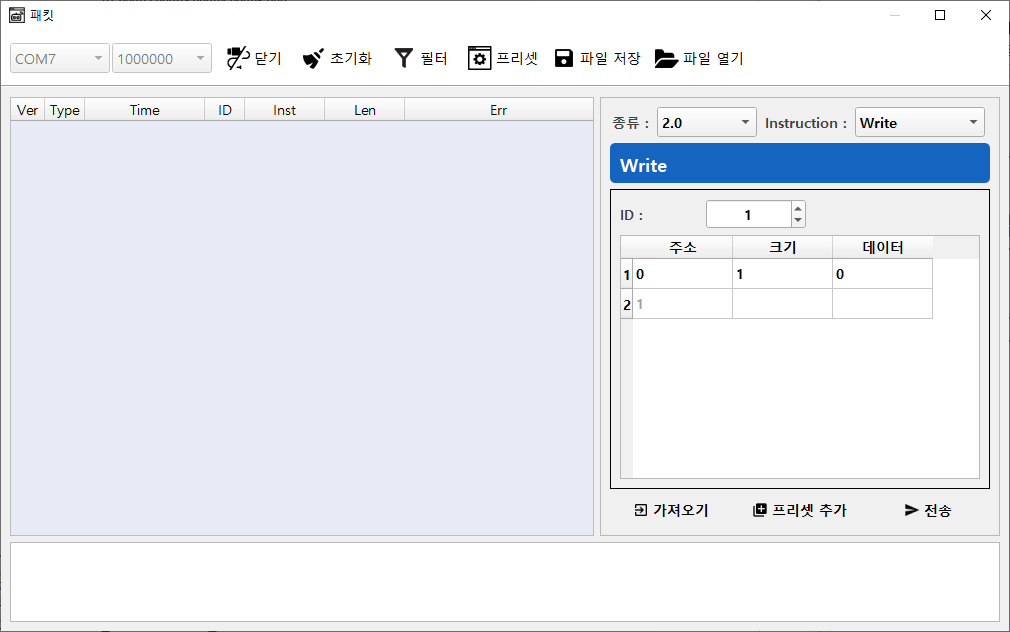 패킷
COM7 1000000 닫기 초기화 필터 프리셋 파일 저장 파일 열기
Ver Type Time ID Inst Len Err
종류 : 2.0 Instruction : Write
Write
ID : 1
주소 크기 데이터
1 0 1 0
2 1
가져오기 프리셋 추가 전송